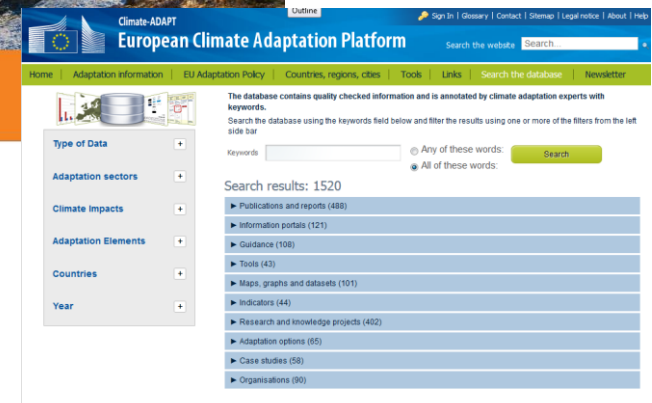 Outline
Climate-ADAPT
European Climate Adaptation Platform
Sign In | Glossary | Contact | Sitemap | Legal notice | About | Help
Search the website Search...
Home | Adaptation information | EU Adaptation Policy | Countries, regions, cities | Tools | Links | Search the database | Newsletter
The database contains quality checked information and is annotated by climate adaptation experts with
keywords.
Search the database using the keywords field below and filter the results using one or more of the filters from the left
side bar
Keywords
Any of these words:
All of these words:
Search
Type of Data +
Adaptation sectors +
Climate Impacts +
Adaptation Elements +
Countries +
Year +
Search results: 1520
► Publications and reports (488)
► Information portals (121)
► Guidance (108)
► Tools (43)
► Maps, graphs and datasets (101)
► Indicators (44)
► Research and knowledge projects (402)
► Adaptation options (65)
► Case studies (58)
► Organisations (90)